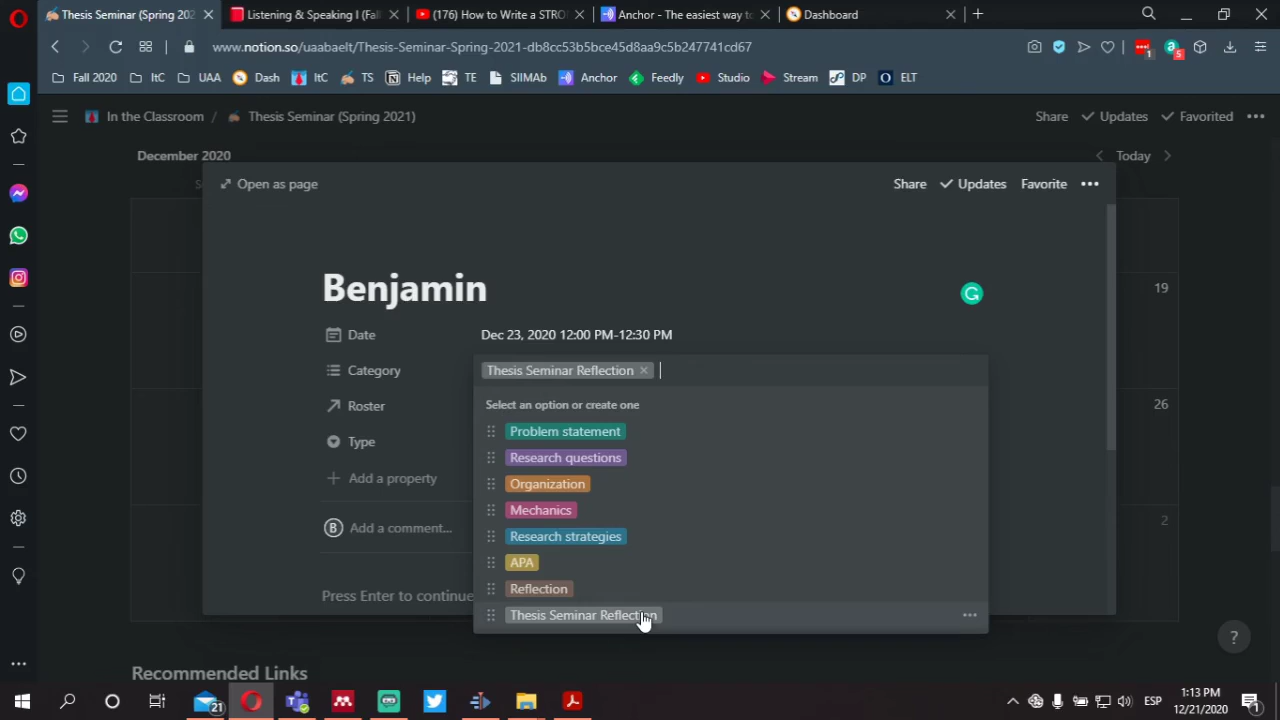 Thesis Seminar (Spring 202
Listening & Speaking I (Fal
(176) How to Write a STRO
Anchor - The easiest way to
Dashboard
www.notion.so/uaabaelt/Thesis-Seminar-Spring-2021-db8cc53b5bce45d8aa9c5b247741cd67
1
5
Fall 2020
ItC
UAA
Dash
ItC
TS
Help
TE
SIIMAb
Anchor
Feedly
Studio
Stream
DP
ELT
In the Classroom / Thesis Seminar (Spring 2021)
Share
Updates
Favorited
December 2020
Today
Open as page
Share
Updates
Favorite
Benjamin
19
Date
Dec 23, 2020 12:00 PM-12:30 PM
Category
Thesis Seminar Reflection
Select an option or create one
Roster
26
Problem statement
Type
Research questions
Add a property
Organization
Mechanics
B Add a comment...
2
Research strategies
APA
Press Enter to continue
Reflection
Thesis Seminar Reflection
?
Recommended Links
21
ESP
1:13 PM
12/21/2020
1